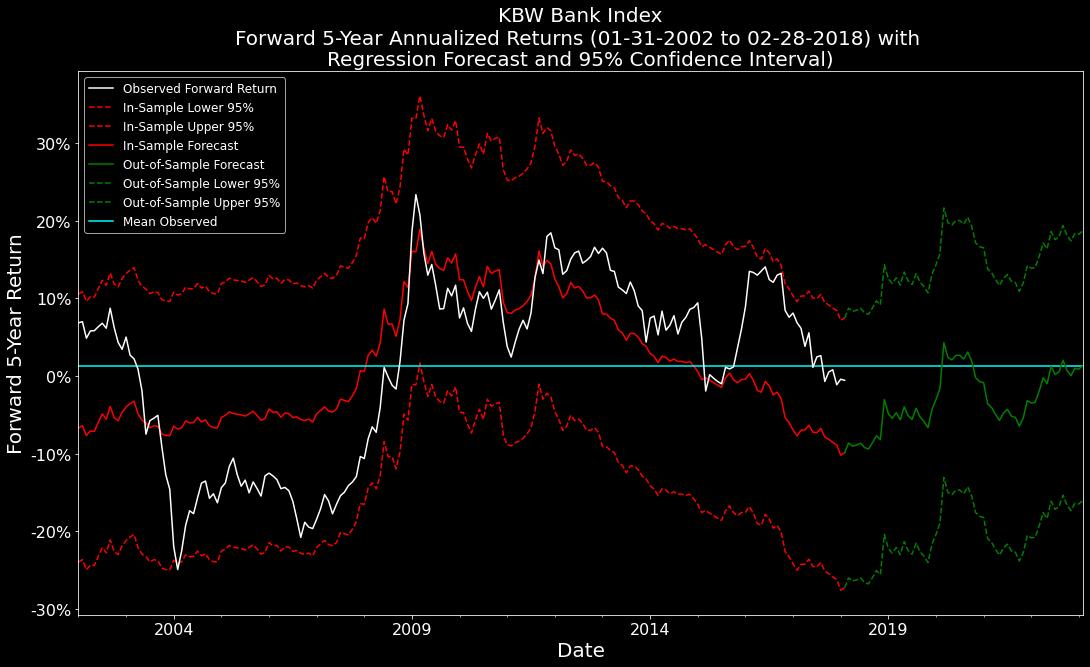 KBW Bank Index
Forward 5-Year Annualized Returns (01-31-2002 to 02-28-2018) with
Regression Forecast and 95% Confidence Interval)
Observed Forward Return
In-Sample Lower 95%
In-Sample Upper 95%
In-Sample Forecast
Out-of-Sample Forecast
Out-of-Sample Lower 95%
Out-of-Sample Upper 95%
Mean Observed
Forward 5-Year Return
30%
20%
10%
0%
-10%
-20%
-30%
2004
2009
2014
2019
Date